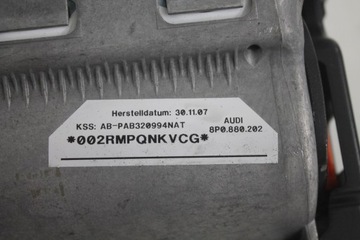 Herstelldatum: 30.11.07
KSS: AB-PAB320994NAT AUDI
*002RMPQNKVCG* 8P0.880.202